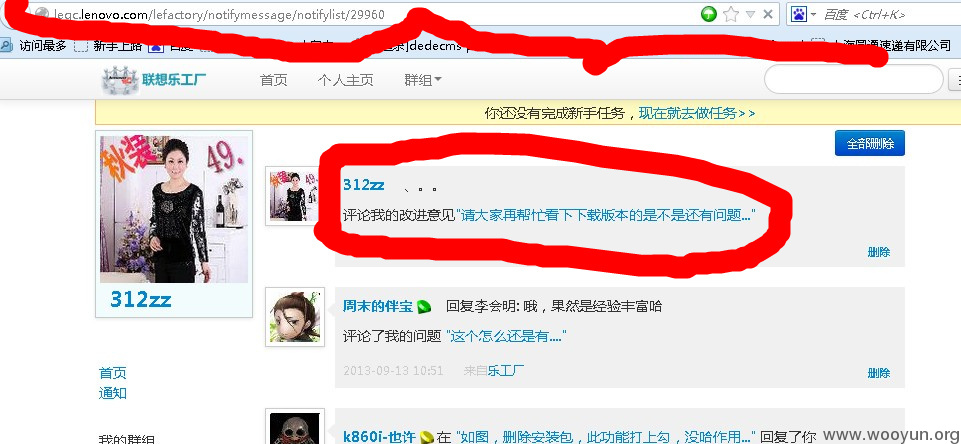 legc.lenovo.com/lefactory/notifymessage/notifylist/29960
百度 <Ctrl+K>
访问最多 新手上路 百度
]dedecms
上海圆通速递有限公司
联想乐工厂 首页 个人主页 群组
你还没有完成新手任务，现在就去做任务>>
全部删除
秋装 49.
312zz
312zz 、。。
评论我的改进意见"请大家再帮忙看下下载版本的是不是还有问题..."
删除
周末的伴宝 回复李会明: 哦，果然是经验丰富哈
评论了我的问题 "这个怎么还是有...."
2013-09-13 10:51 来自乐工厂
删除
首页
通知
我的群组
k860i-也许 在 "如图，删除安装包，此功能打上勾，没啥作用..." 回复了你
www.wooyun.org